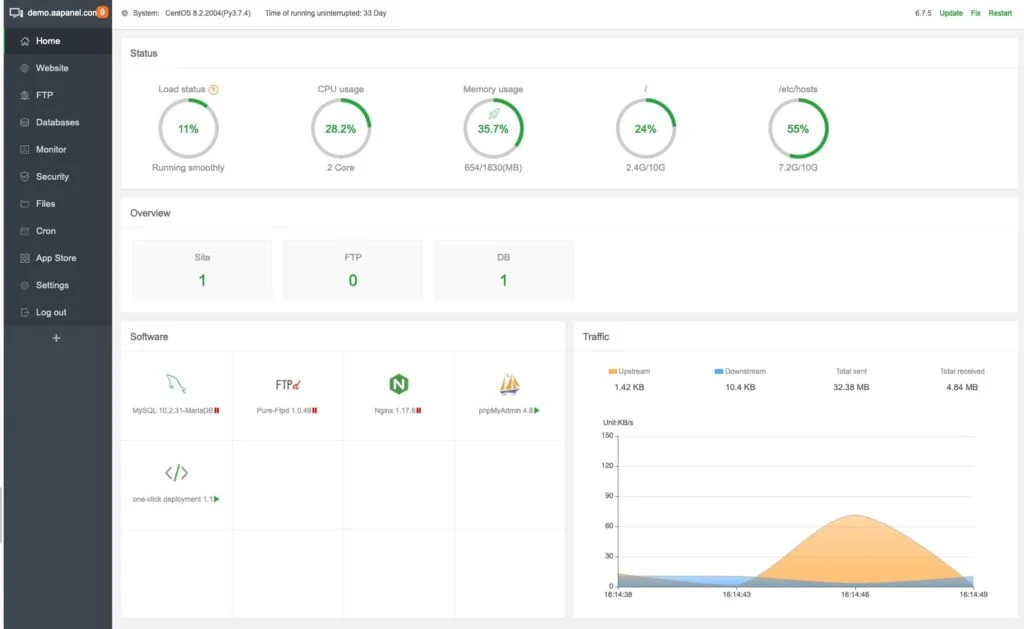 demo.aapanel.com 0
System: CentOS 8.2.2004(Py3.7.4) Time of running uninterrupted: 33 Day
6.7.5 Update Fix Restart
Home
Website
FTP
Databases
Monitor
Security
Files
Cron
App Store
Settings
Log out
Status
Load status ?
11%
Running smoothly
CPU usage
28.2%
2 Core
Memory usage
35.7%
654/1830(MB)
/
24%
2.4G/10G
/etc/hosts
55%
7.2G/10G
Overview
Site
1
FTP
0
DB
1
Software
MySQL 10.2.31-MariaDB
FTPd
Pure-Ftpd 1.0.49
N
Nginx 1.17.8
phpMyAdmin 4.8
</>
one-click deployment 1.1
Traffic
Upstream
1.42 KB
Downstream
10.4 KB
Total sent
32.38 MB
Total received
4.84 MB
Unit:KB/s
150
120
90
60
30
0
16:14:38 16:14:43 16:14:46 16:14:49